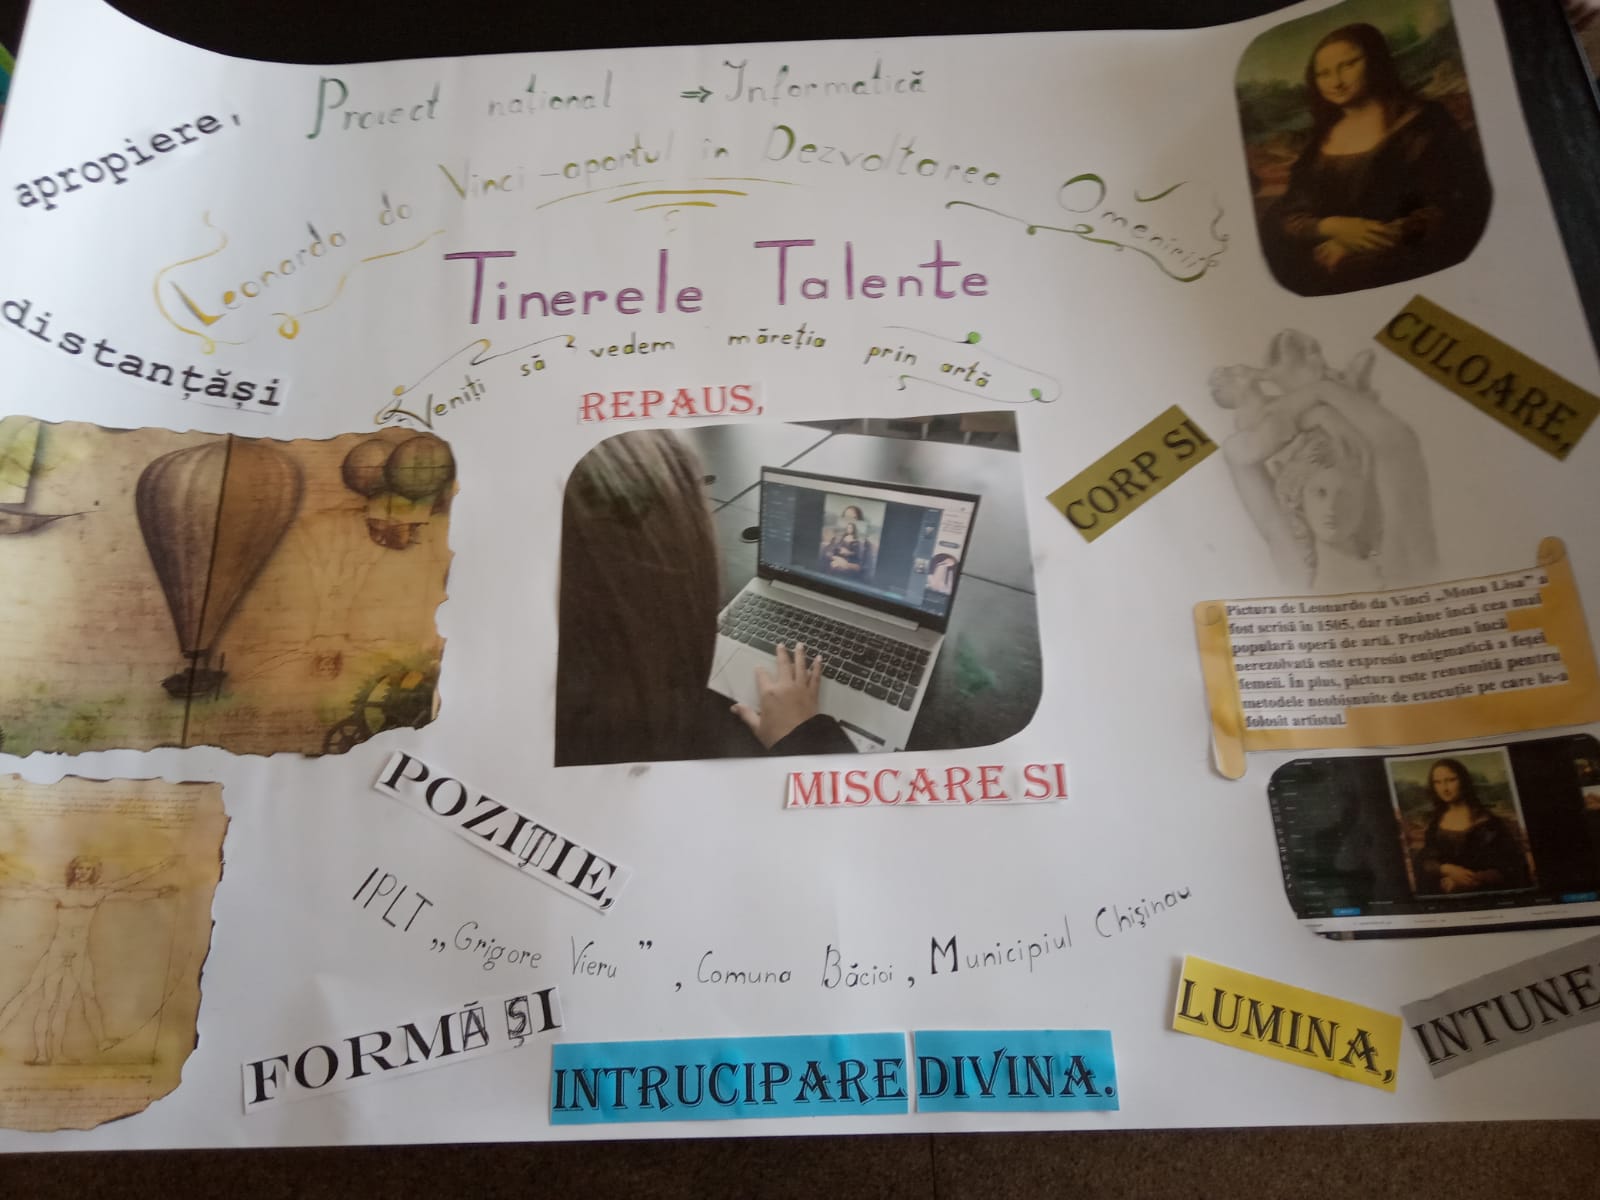 apropiere,
Proiect național ⇒ Informatică
Leonardo da Vinci - aportul în Dezvoltarea Omenirii
distanțăși
Tinerele Talente
Veniți să vedem măreția prin artă
REPAUS,
CULOARE,
CORP SI
Pictura de Leonardo da Vinci „Mona Lisa” a
fost scrisă în 1505, dar rămâne încă cea mai
populară operă de artă. Problema încă
nerezolvată este expresia enigmatică a feței
femeii. În plus, pictura este renumită pentru
metodele neobișnuite de execuție pe care le-a
folosit artistul.
MISCARE SI
POZIȚIE,
IPLT „Grigore Vieru”, Comuna Băcioi, Municipiul Chişinau
FORMĂ ŞI
LUMINA,
INTUNE
INTRUCIPARE DIVINA.